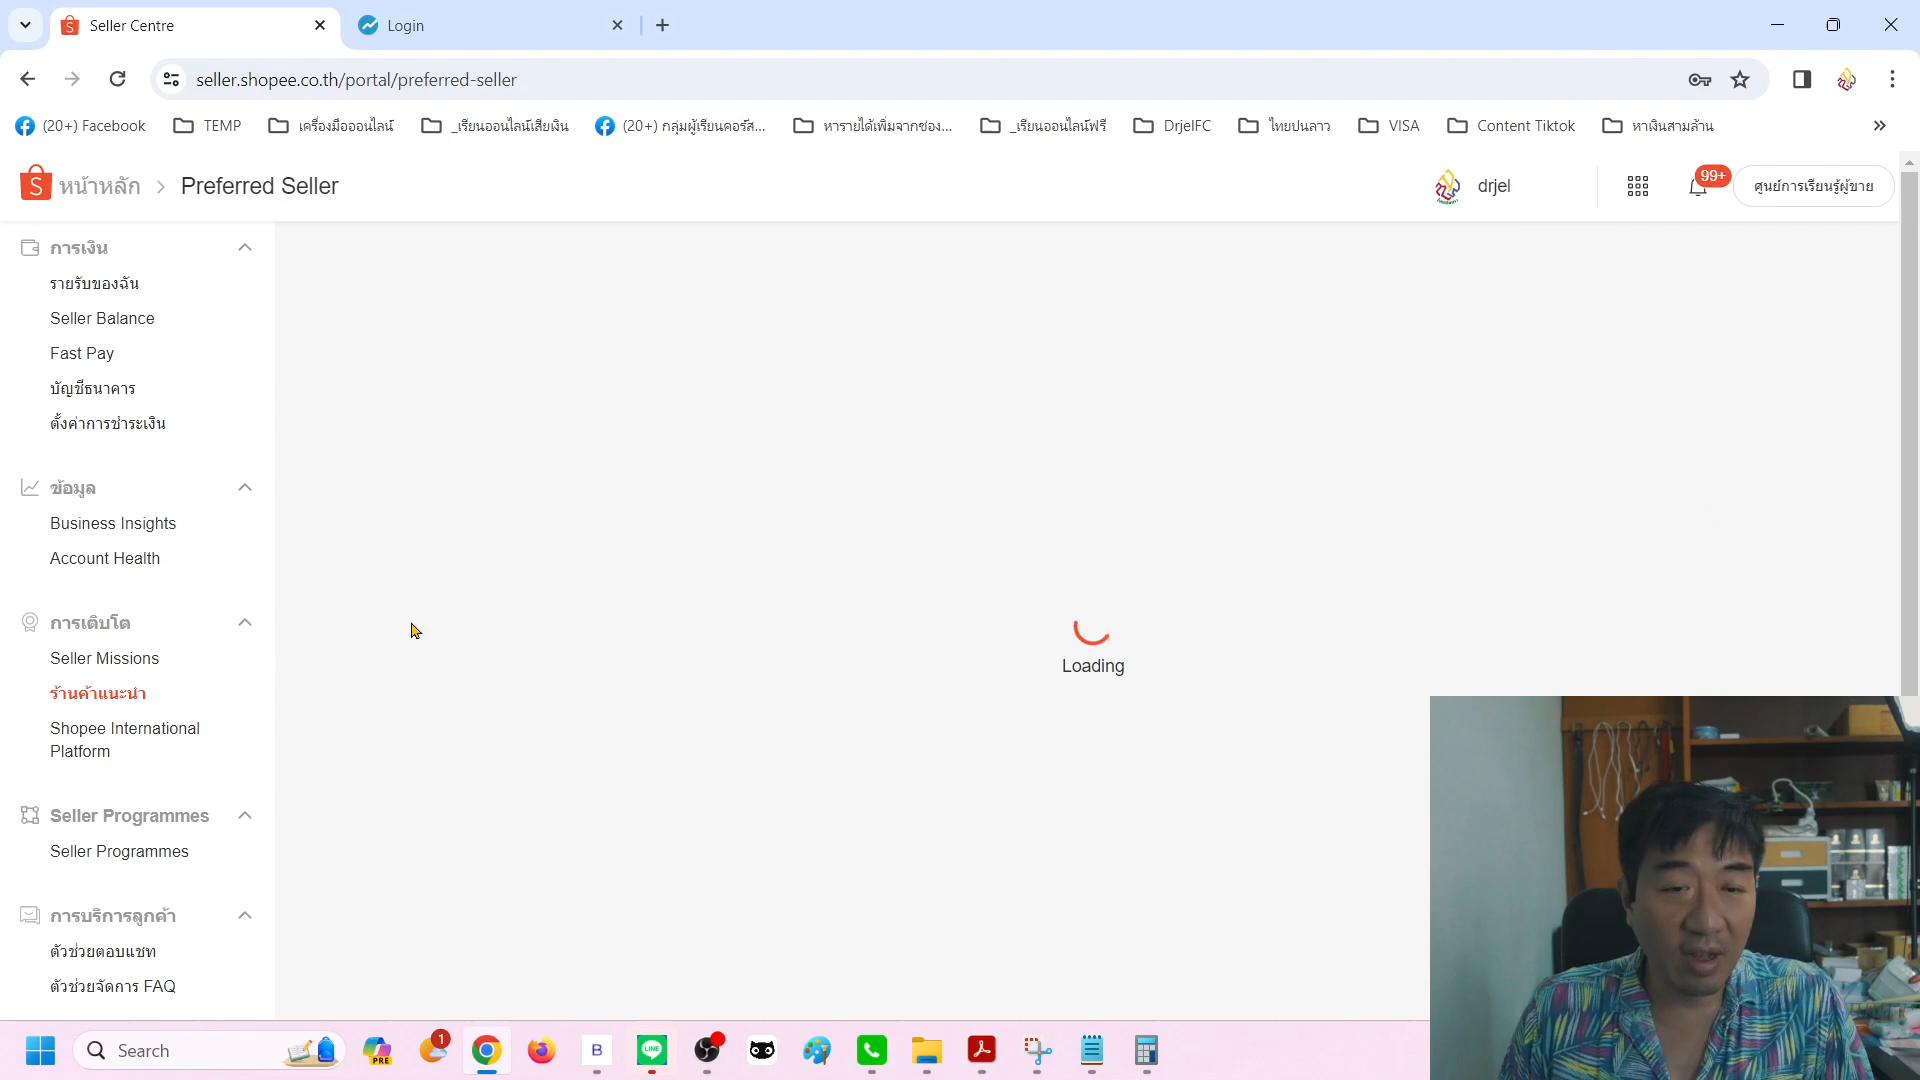 Seller Centre
Login
seller.shopee.co.th/portal/preferred-seller
(20+) Facebook
TEMP
เครื่องมือออนไลน์
_เรียนออนไลน์เสียเงิน
(20+) กลุ่มผู้เรียนคอร์ส...
หารายได้เพิ่มจากช่อง...
_เรียนออนไลน์ฟรี
DrjelFC
ไทยปนลาว
VISA
Content Tiktok
หาเงินสามล้าน
หน้าหลัก
Preferred Seller
drjel
99+
ศูนย์การเรียนรู้ผู้ขาย
การเงิน
รายรับของฉัน
Seller Balance
Fast Pay
บัญชีธนาคาร
ตั้งค่าการชำระเงิน
ข้อมูล
Business Insights
Account Health
การเติบโต
Seller Missions
ร้านค้าแนะนำ
Shopee International
Platform
Seller Programmes
Seller Programmes
การบริการลูกค้า
ตัวช่วยตอบแชท
ตัวช่วยจัดการ FAQ
Loading
Search
PRE
1
B
LINE